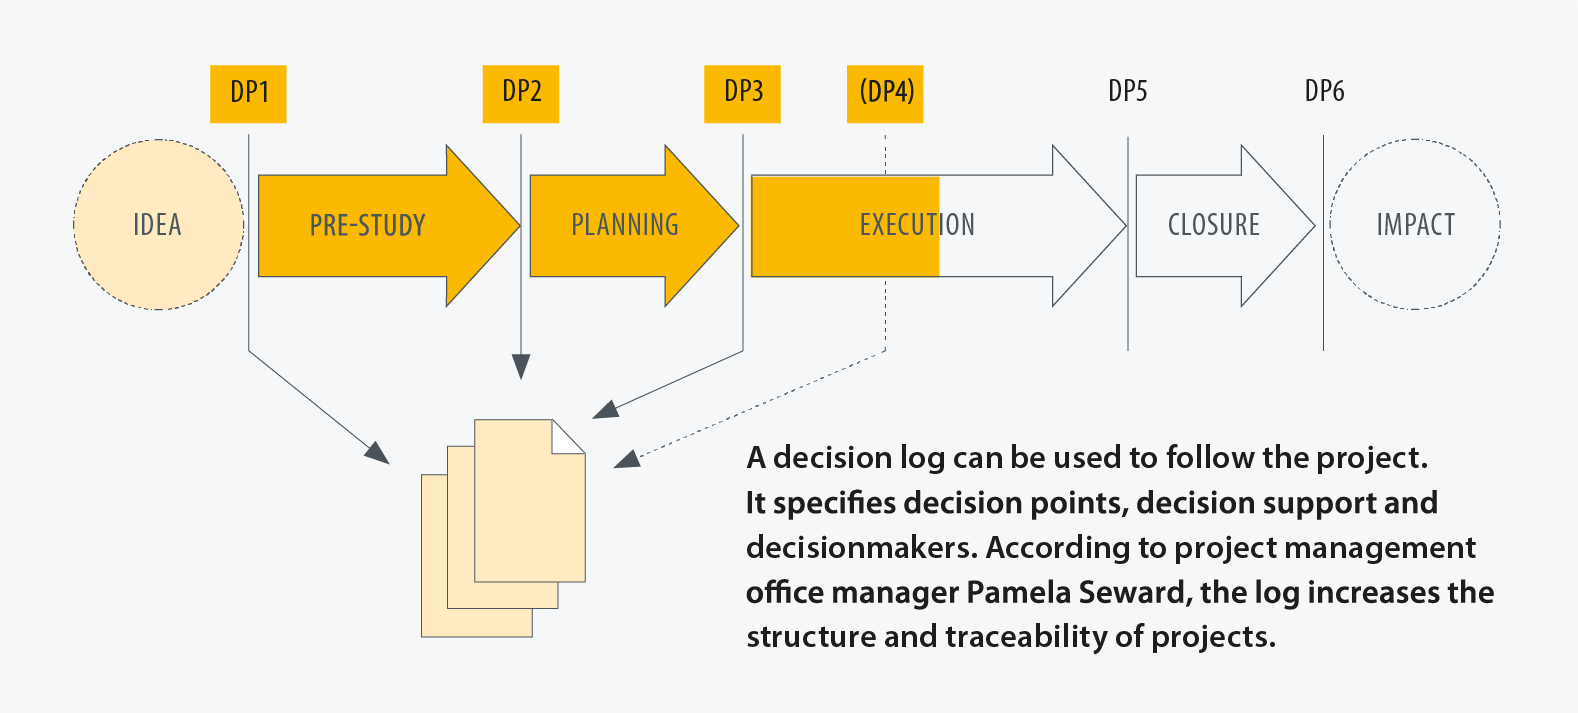 DP1
DP2
DP3
(DP4)
DP5
DP6
IDEA
PRE-STUDY
PLANNING
EXECUTION
CLOSURE
IMPACT
A decision log can be used to follow the project.
It specifies decision points, decision support and
decisionmakers. According to project management
office manager Pamela Seward, the log increases the
structure and traceability of projects.